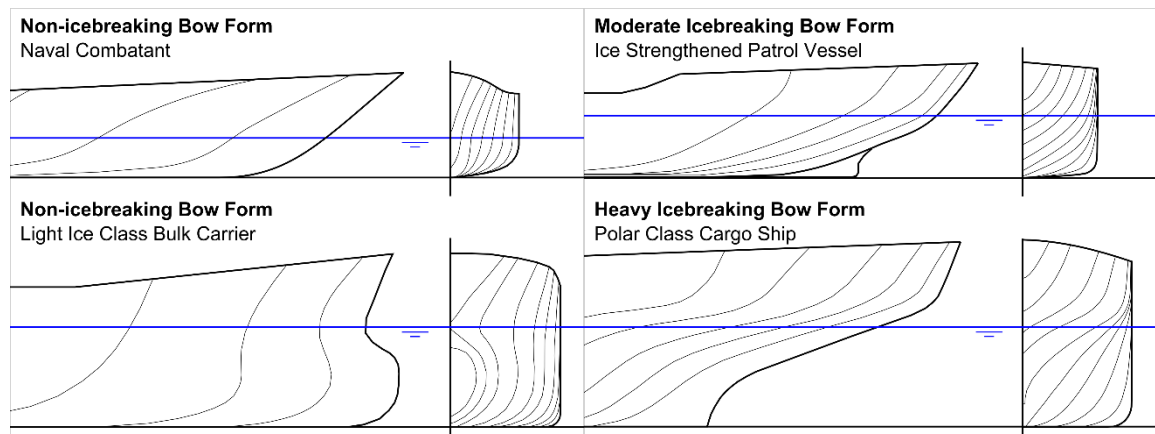 Non-icebreaking Bow Form
Naval Combatant
Moderate Icebreaking Bow Form
Ice Strengthened Patrol Vessel
Non-icebreaking Bow Form
Light Ice Class Bulk Carrier
Heavy Icebreaking Bow Form
Polar Class Cargo Ship